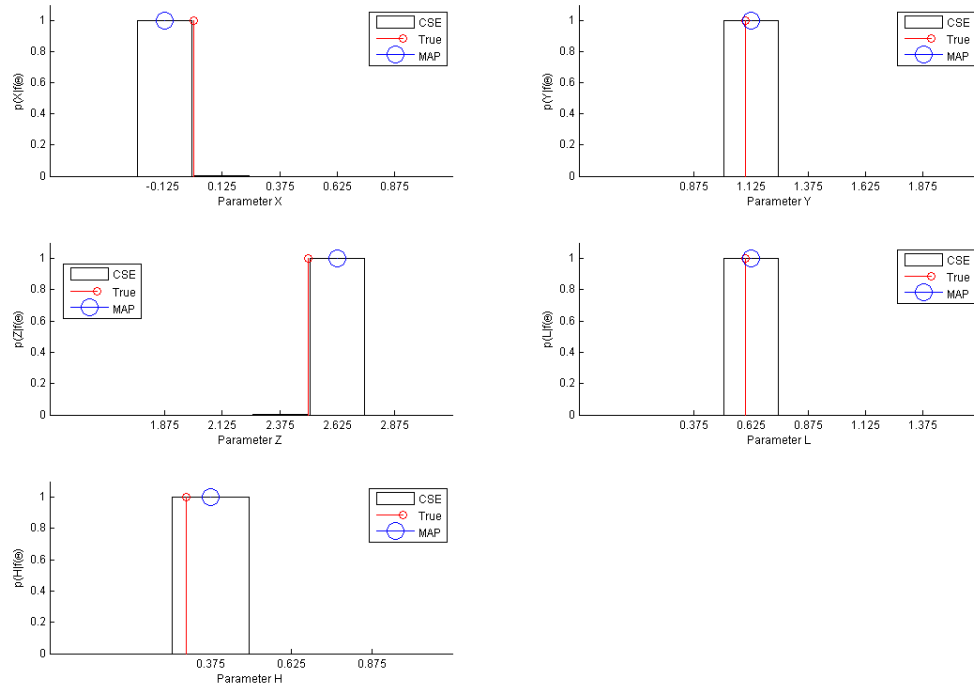 1
0.8
0.6
0.4
0.2
0
p(X|f(Θ)
-0.125 0.125 0.375 0.625 0.875
Parameter X
CSE
True
MAP
1
0.8
0.6
0.4
0.2
0
p(Y|f(Θ)
0.875 1.125 1.375 1.625 1.875
Parameter Y
CSE
True
MAP
1
0.8
0.6
0.4
0.2
0
p(Z|f(Θ)
1.875 2.125 2.375 2.625 2.875
Parameter Z
CSE
True
MAP
1
0.8
0.6
0.4
0.2
0
p(L|f(Θ)
0.375 0.625 0.875 1.125 1.375
Parameter L
CSE
True
MAP
1
0.8
0.6
0.4
0.2
0
p(H|f(Θ)
0.375 0.625 0.875
Parameter H
CSE
True
MAP